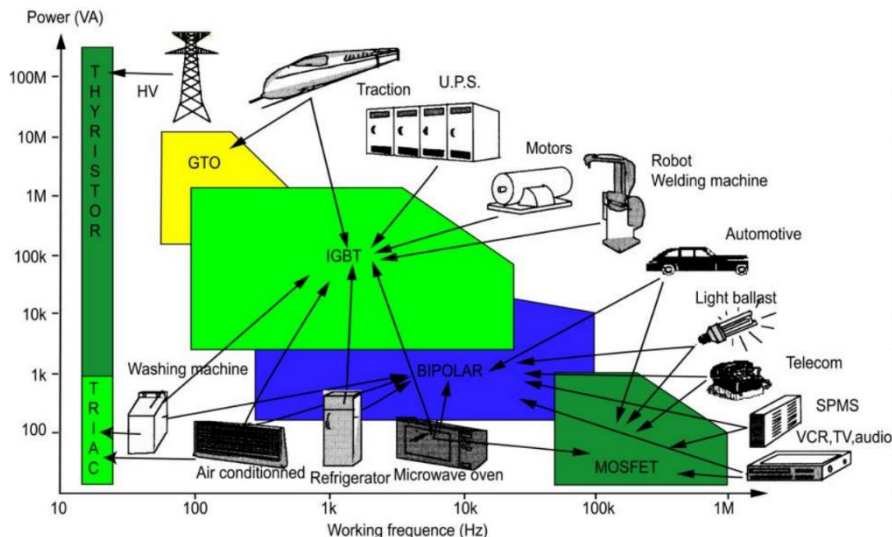 Power (VA)
100M
10M
1M
100k
10k
1k
100
10
100
1k
10k
100k
1M
Working frequence (Hz)
THYRISTOR
TRIAC
HV
Traction
U.P.S.
Motors
Robot
Welding machine
Automotive
Light ballast
Telecom
SPMS
VCR,TV,audio
GTO
IGBT
BIPOLAR
MOSFET
Washing machine
Air conditionned
Refrigerator
Microwave oven